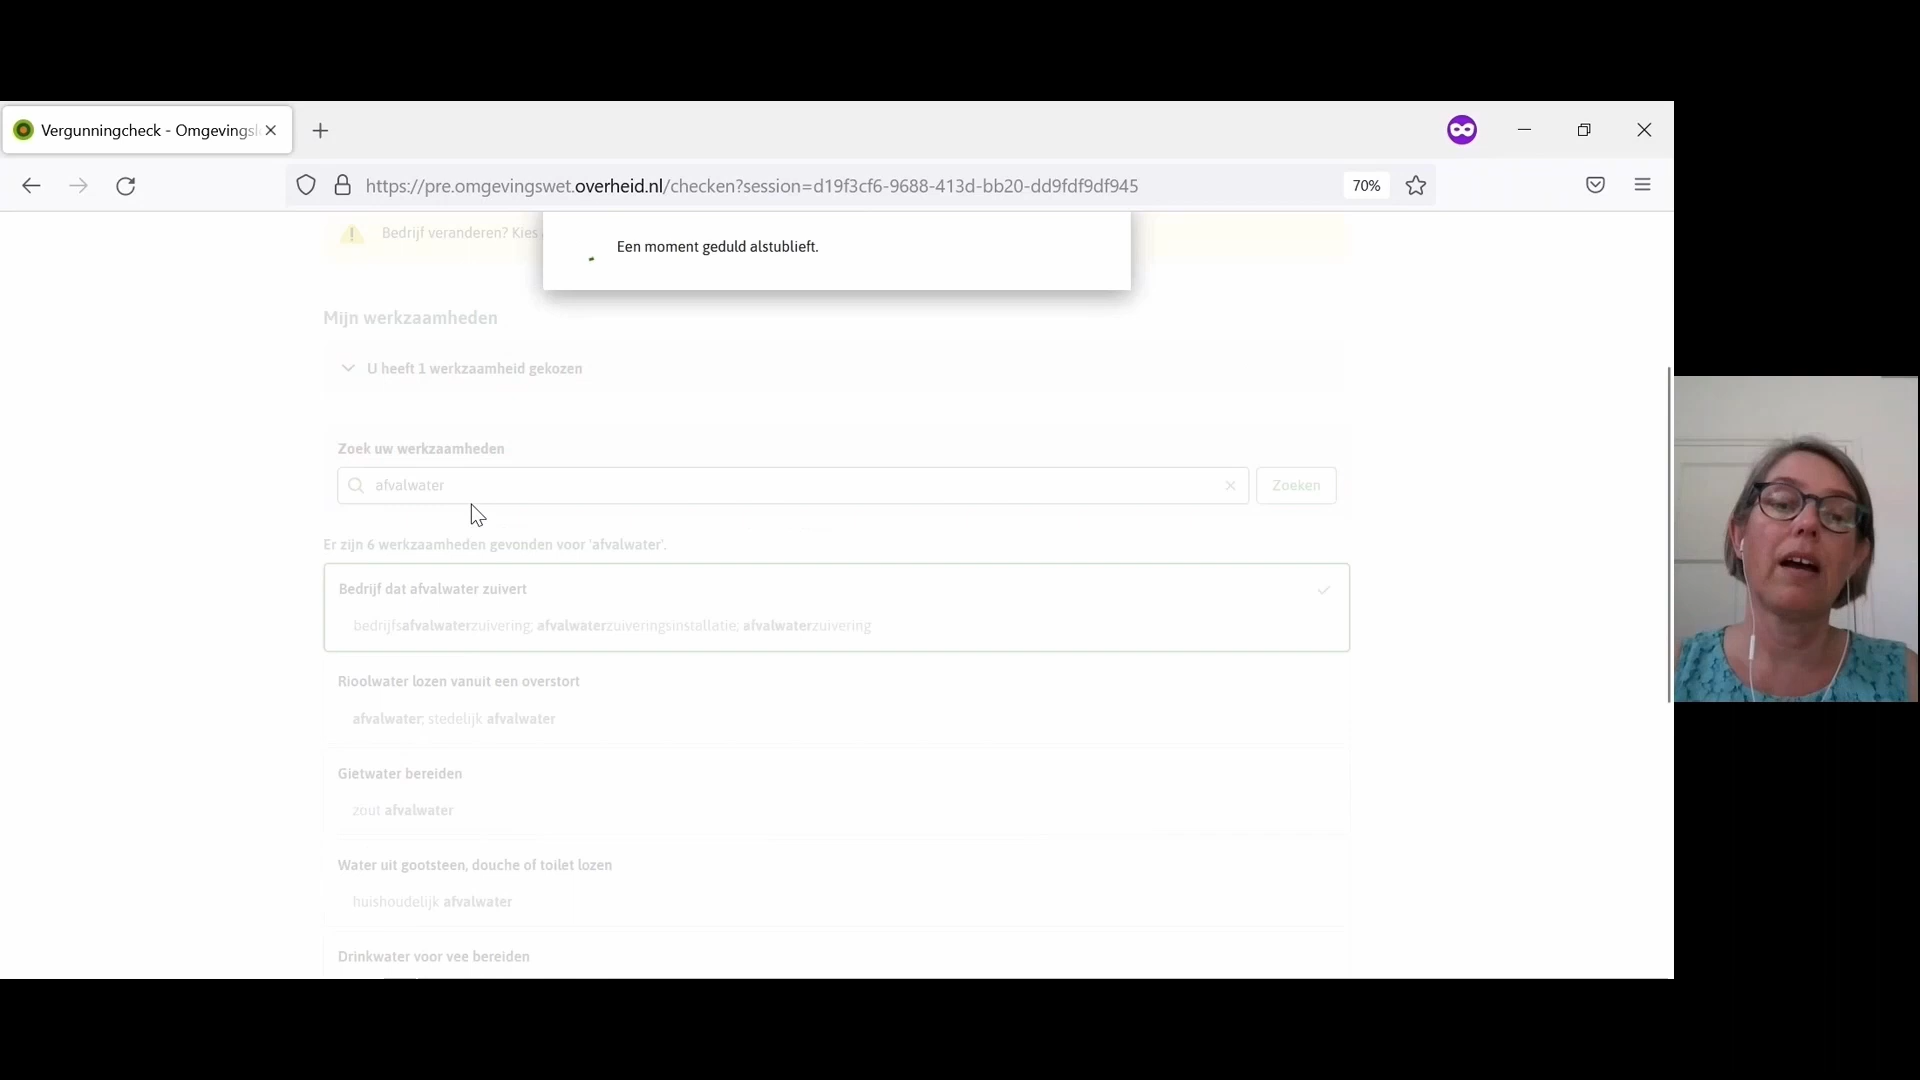 Vergunningcheck - Omgevingsl
https://pre.omgevingswet.overheid.nl/checken?session=d19f3cf6-9688-413d-bb20-dd9fdf9df945
70%
Bedrijf veranderen? Kies
Een moment geduld alstublieft.
Mijn werkzaamheden
U heeft 1 werkzaamheid gekozen
Zoek uw werkzaamheden
afvalwater
Zoeken
Er zijn 6 werkzaamheden gevonden voor 'afvalwater'.
Bedrijf dat afvalwater zuivert
bedrijfsafvalwaterzuivering; afvalwaterzuiveringsinstallatie; afvalwaterzuivering
Rioolwater lozen vanuit een overstort
afvalwater; stedelijk afvalwater
Gietwater bereiden
zout afvalwater
Water uit gootsteen, douche of toilet lozen
huishoudelijk afvalwater
Drinkwater voor vee bereiden